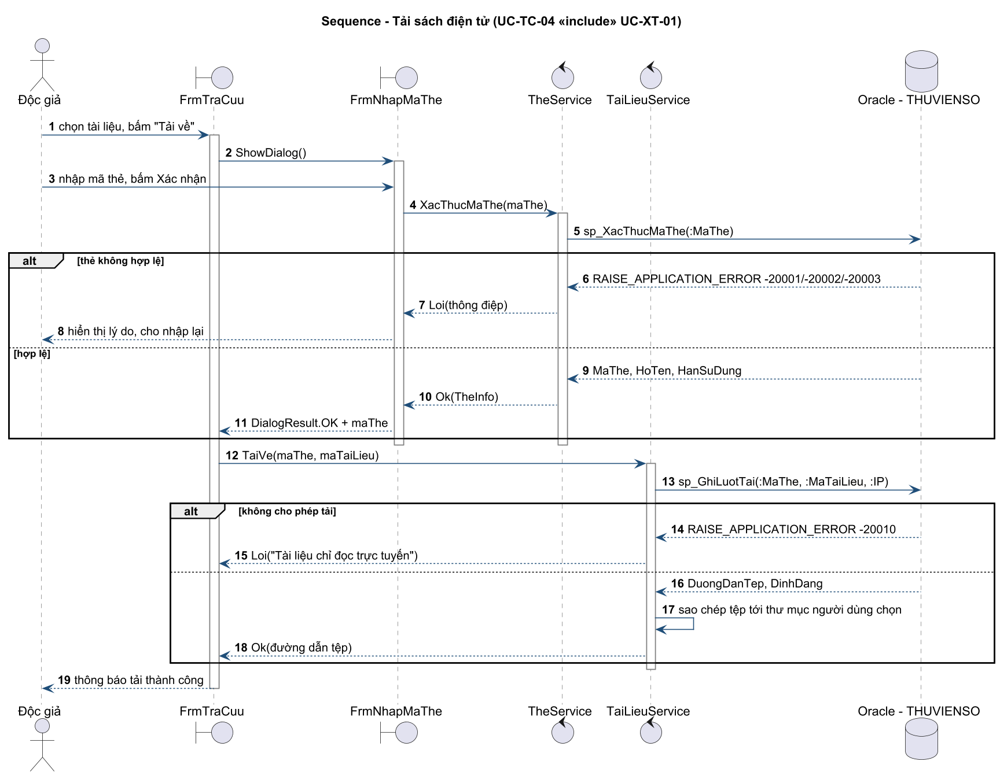 Sequence - Tải sách điện tử (UC-TC-04 «include» UC-XT-01)
Độc giả
FrmTraCuu
FrmNhapMaThe
TheService
TaiLieuService
Oracle - THUVIENSO
1 chọn tài liệu, bấm "Tải về"
2 ShowDialog()
3 nhập mã thẻ, bấm Xác nhận
4 XacThucMaThe(maThe)
5 sp_XacThucMaThe(:MaThe)
alt [thẻ không hợp lệ]
6 RAISE_APPLICATION_ERROR -20001/-20002/-20003
7 Loi(thông điệp)
8 hiển thị lý do, cho nhập lại
[hợp lệ]
9 MaThe, HoTen, HanSuDung
10 Ok(TheInfo)
11 DialogResult.OK + maThe
12 TaiVe(maThe, maTaiLieu)
13 sp_GhiLuotTai(:MaThe, :MaTaiLieu, :IP)
alt [không cho phép tải]
14 RAISE_APPLICATION_ERROR -20010
15 Loi("Tài liệu chỉ đọc trực tuyến")
16 DuongDanTep, DinhDang
17 sao chép tệp tới thư mục người dùng chọn
18 Ok(đường dẫn tệp)
19 thông báo tải thành công
Độc giả
FrmTraCuu
FrmNhapMaThe
TheService
TaiLieuService
Oracle - THUVIENSO